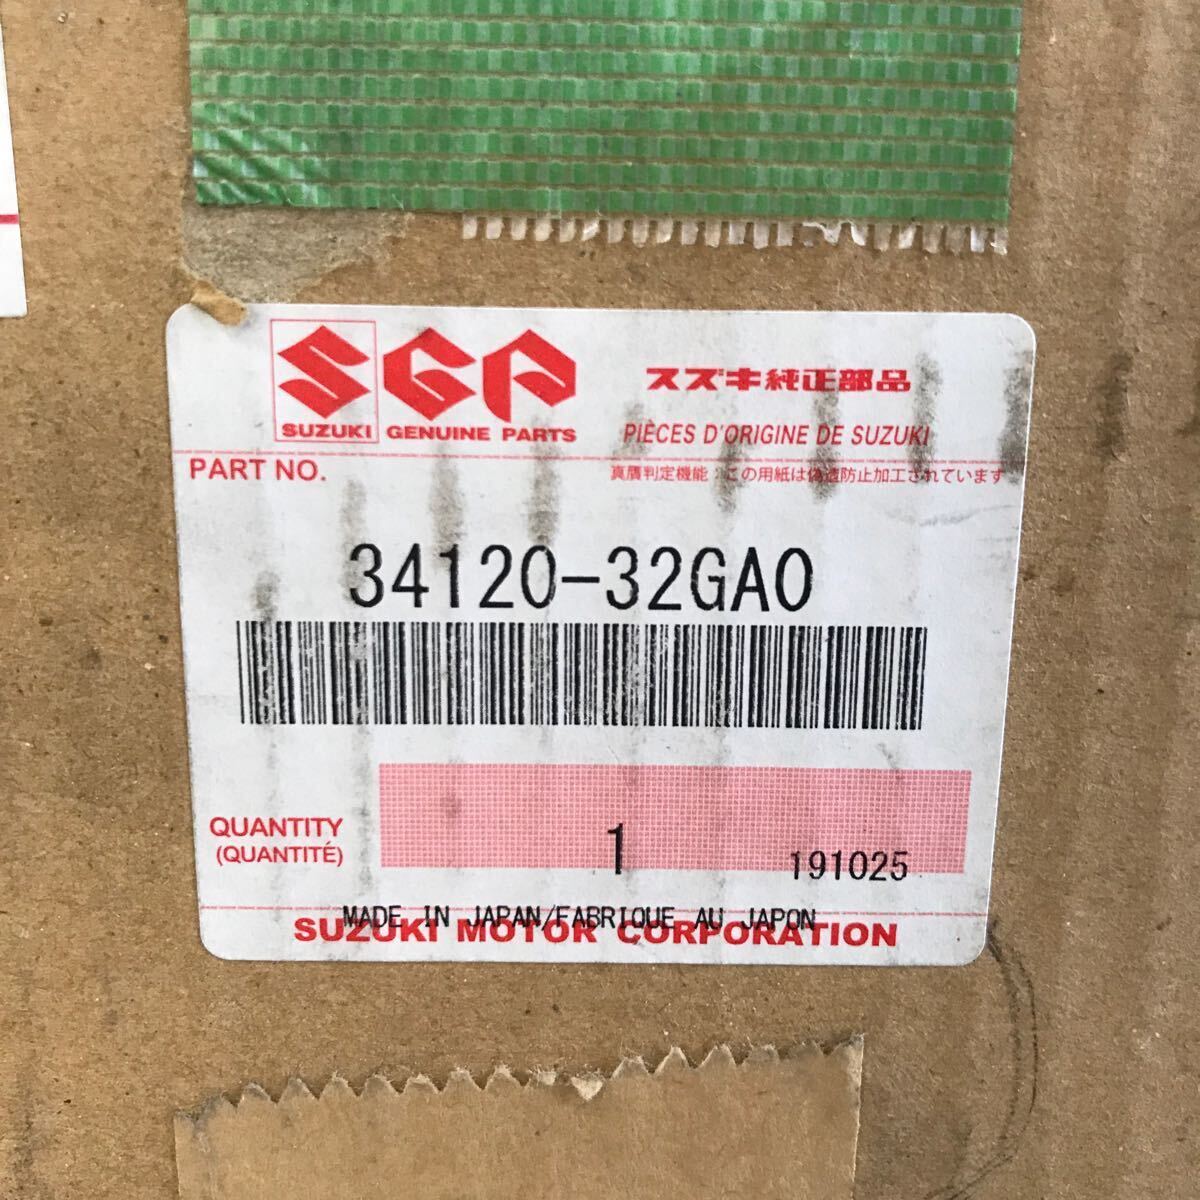 SGP
SUZUKI GENUINE PARTS
スズキ純正部品
PIÈCES D'ORIGINE DE SUZUKI
PART NO.
真贋判定機能：この用紙は偽造防止加工されています
34120-32GA0
QUANTITY
(QUANTITÉ)
1
191025
MADE IN JAPAN/FABRIQUE AU JAPON
SUZUKI MOTOR CORPORATION